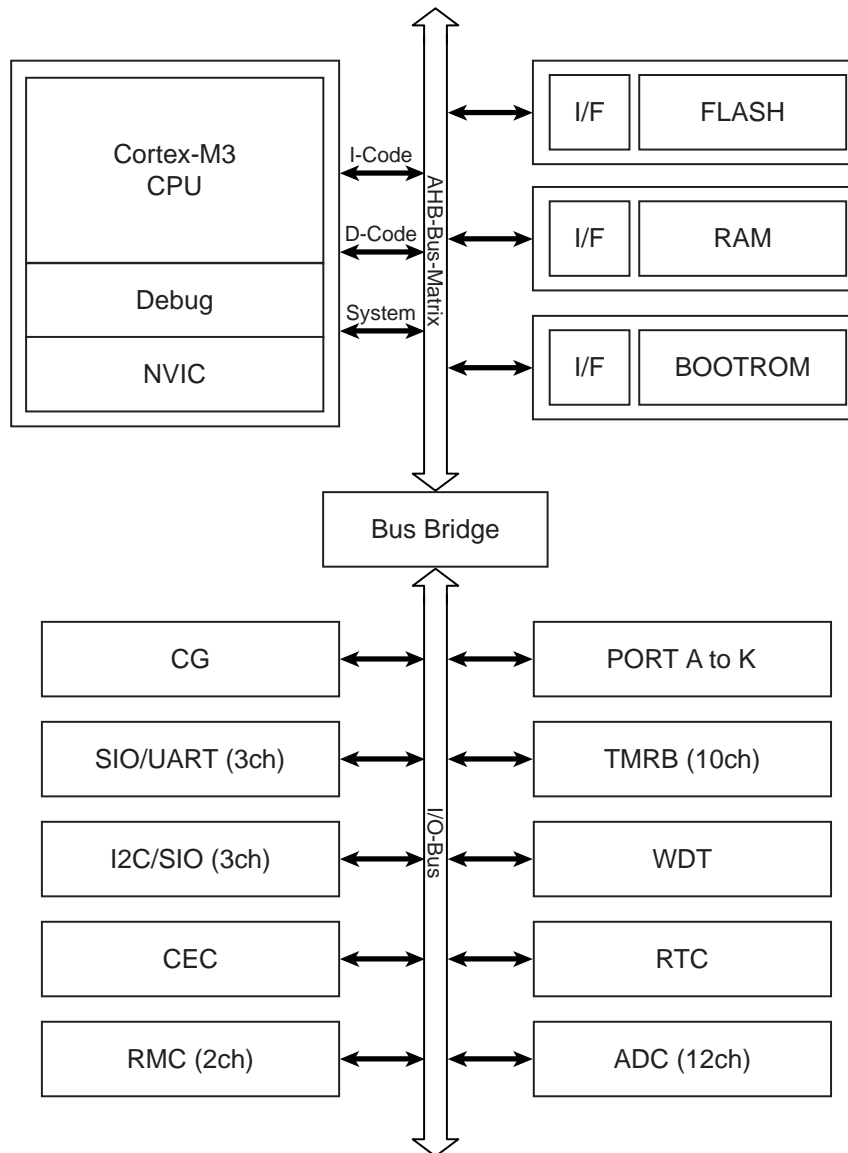 Cortex-M3
CPU
Debug
NVIC
I-Code
D-Code
System
AHB-Bus-Matrix
I/F
FLASH
I/F
RAM
I/F
BOOTROM
Bus Bridge
CG
SIO/UART (3ch)
I2C/SIO (3ch)
CEC
RMC (2ch)
I/O-Bus
PORT A to K
TMRB (10ch)
WDT
RTC
ADC (12ch)